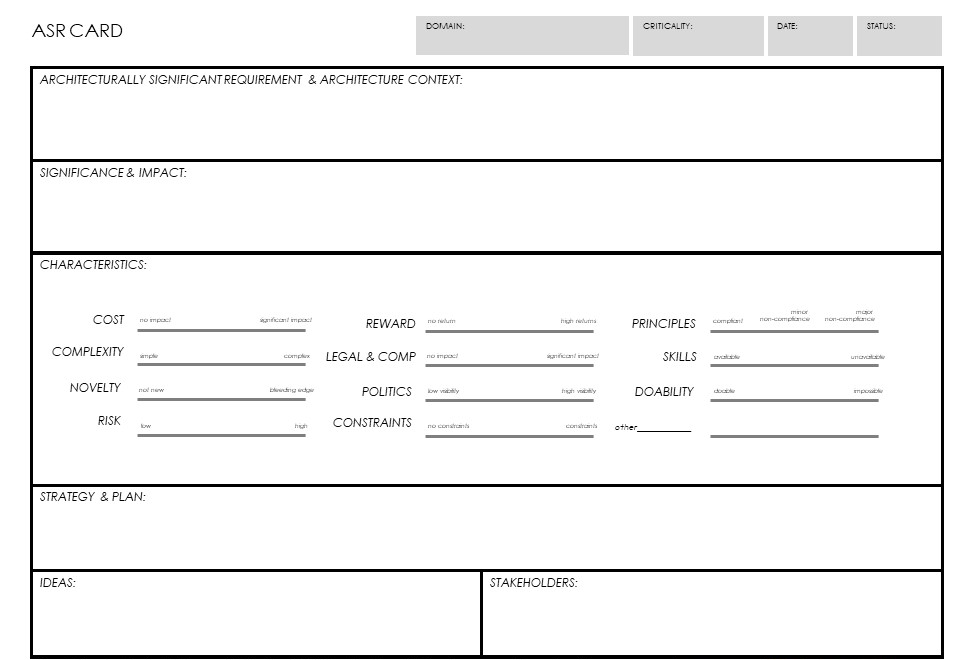 ASR CARD
DOMAIN:
CRITICALITY:
DATE:
STATUS:
ARCHITECTURALLY SIGNIFICANT REQUIREMENT & ARCHITECTURE CONTEXT:
SIGNIFICANCE & IMPACT:
CHARACTERISTICS:
COST no impact significant impact
COMPLEXITY simple complex
NOVELTY not new bleeding edge
RISK low high
REWARD no return high returns
LEGAL & COMP no impact significant impact
POLITICS low visibility high visibility
CONSTRAINTS no constraints constraints
PRINCIPLES compliant minor non-compliance major non-compliance
SKILLS available unavailable
DOABILITY doable impossible
other__________
STRATEGY & PLAN:
IDEAS:
STAKEHOLDERS: